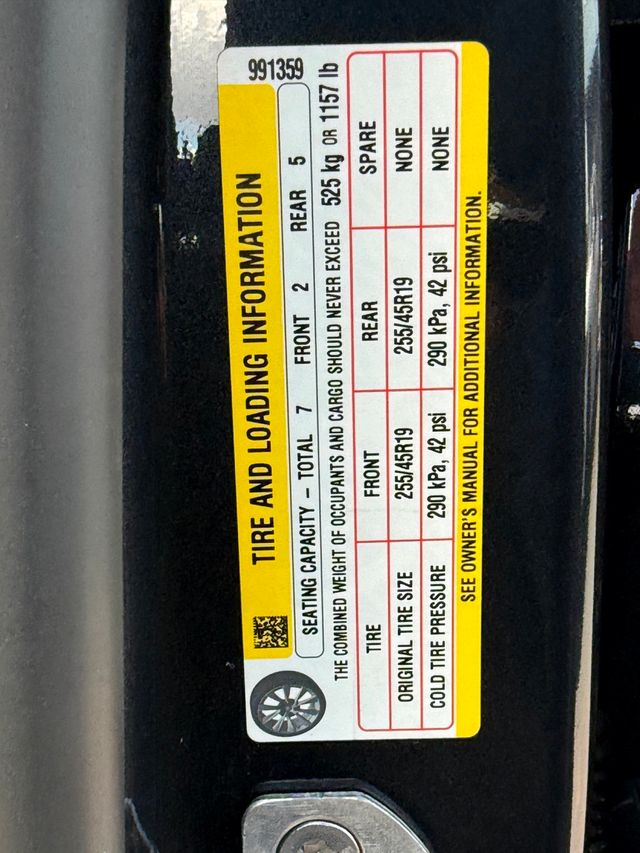 991359
TIRE AND LOADING INFORMATION
SEATING CAPACITY – TOTAL 7 FRONT 2 REAR 5
THE COMBINED WEIGHT OF OCCUPANTS AND CARGO SHOULD NEVER EXCEED 525 kg OR 1157 lb
TIRE FRONT REAR SPARE
ORIGINAL TIRE SIZE 255/45R19 255/45R19 NONE
COLD TIRE PRESSURE 290 kPa, 42 psi 290 kPa, 42 psi NONE
SEE OWNER'S MANUAL FOR ADDITIONAL INFORMATION.